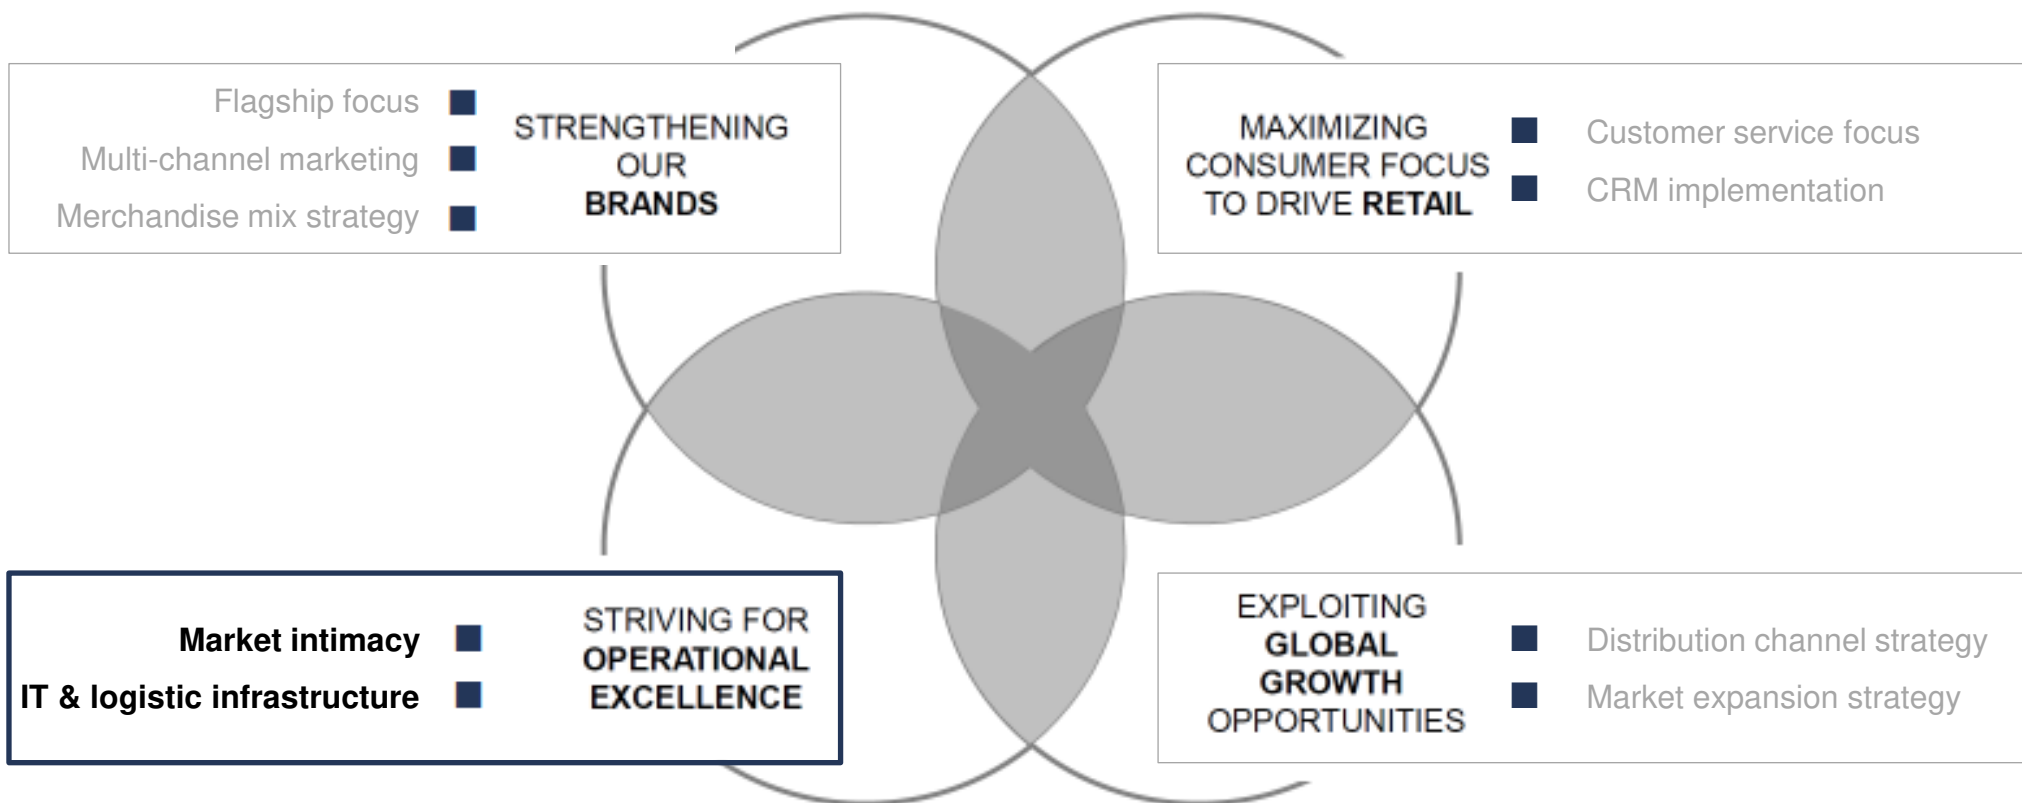 Flagship focus
Multi-channel marketing
Merchandise mix strategy
STRENGTHENING
OUR
BRANDS
MAXIMIZING
CONSUMER FOCUS
TO DRIVE RETAIL
Customer service focus
CRM implementation
Market intimacy
IT & logistic infrastructure
STRIVING FOR
OPERATIONAL
EXCELLENCE
EXPLOITING
GLOBAL
GROWTH
OPPORTUNITIES
Distribution channel strategy
Market expansion strategy